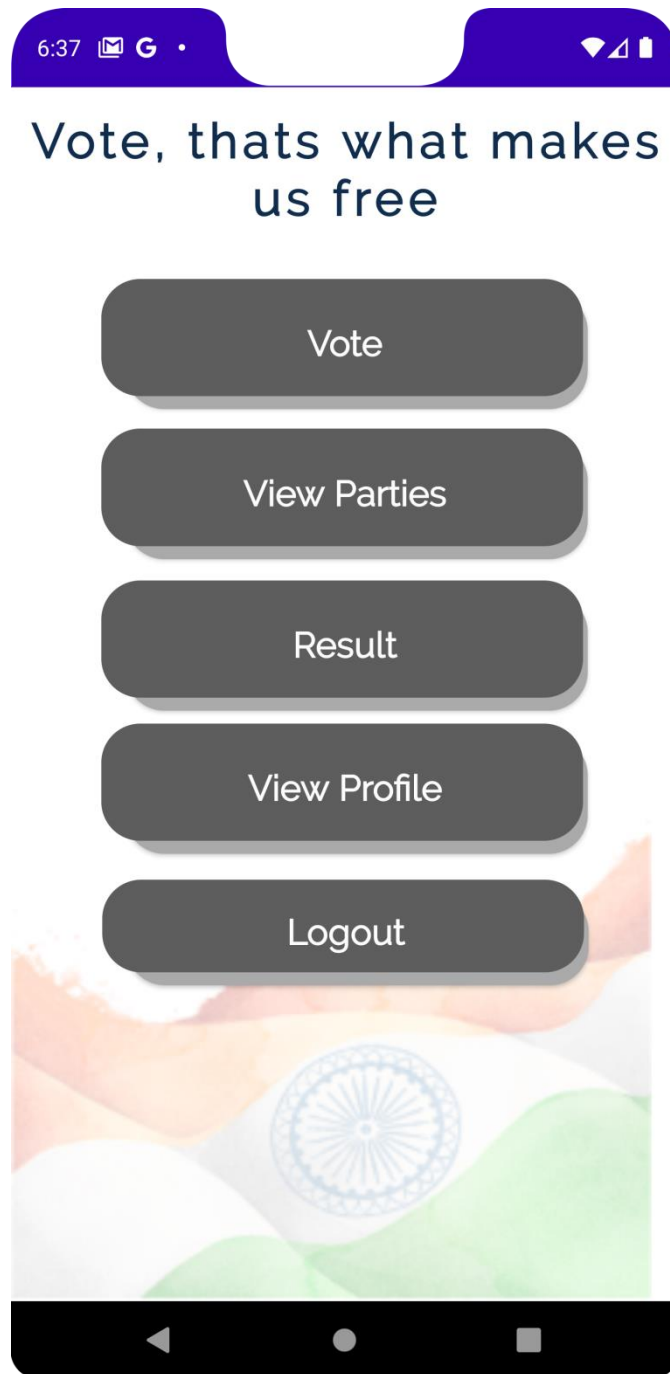 6:37
Vote, thats what makes
us free
Vote
View Parties
Result
View Profile
Logout